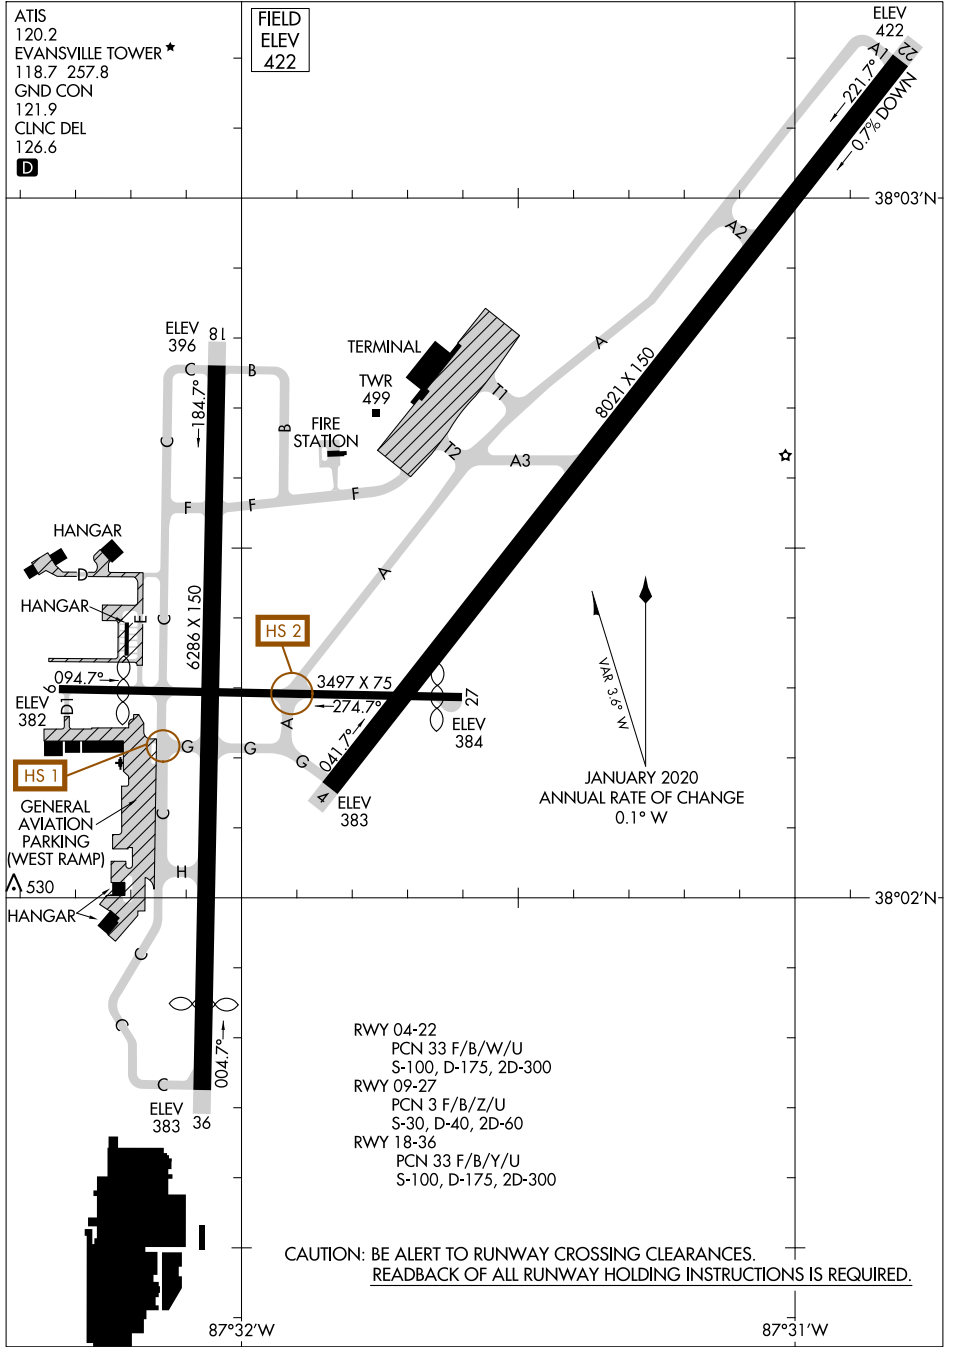 ATIS
120.2
EVANSVILLE TOWER★
118.7 257.8
GND CON
121.9
CLNC DEL
126.6
D
FIELD
ELEV
422
ELEV
422
22
A1
221.7°
0.7% DOWN
38°03'N
A2
A
8021 X 150
ELEV
396
18
TERMINAL
TWR
499
C
B
184.7°
T1
C
B
FIRE
STATION
T2
A3
F
F
F
HANGAR
D
A
HANGAR
E
C
6286 X 150
HS 2
VAR 3.6° W
094.7°
9
3497 X 75
274.7°
27
D1
ELEV
382
A
ELEV
384
041.7°
G
G
G
HS 1
4
ELEV
383
JANUARY 2020
ANNUAL RATE OF CHANGE
0.1° W
GENERAL
AVIATION
PARKING
(WEST RAMP)
C
H
530
HANGAR
38°02'N
C
C
004.7°
C
ELEV
383
36
RWY 04-22
PCN 33 F/B/W/U
S-100, D-175, 2D-300
RWY 09-27
PCN 3 F/B/Z/U
S-30, D-40, 2D-60
RWY 18-36
PCN 33 F/B/Y/U
S-100, D-175, 2D-300
CAUTION: BE ALERT TO RUNWAY CROSSING CLEARANCES.
READBACK OF ALL RUNWAY HOLDING INSTRUCTIONS IS REQUIRED.
87°32'W
87°31'W